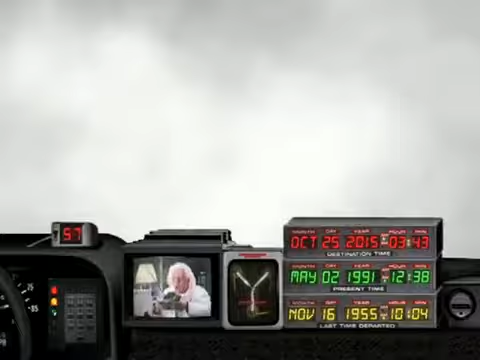 57
75
85
MONTH DAY YEAR HOUR MIN
OCT 25 2015 03:43
DESTINATION TIME
MONTH DAY YEAR HOUR MIN
MAY 02 1991 12:38
PRESENT TIME
MONTH DAY YEAR HOUR MIN
NOV 16 1955 10:04
LAST TIME DEPARTED